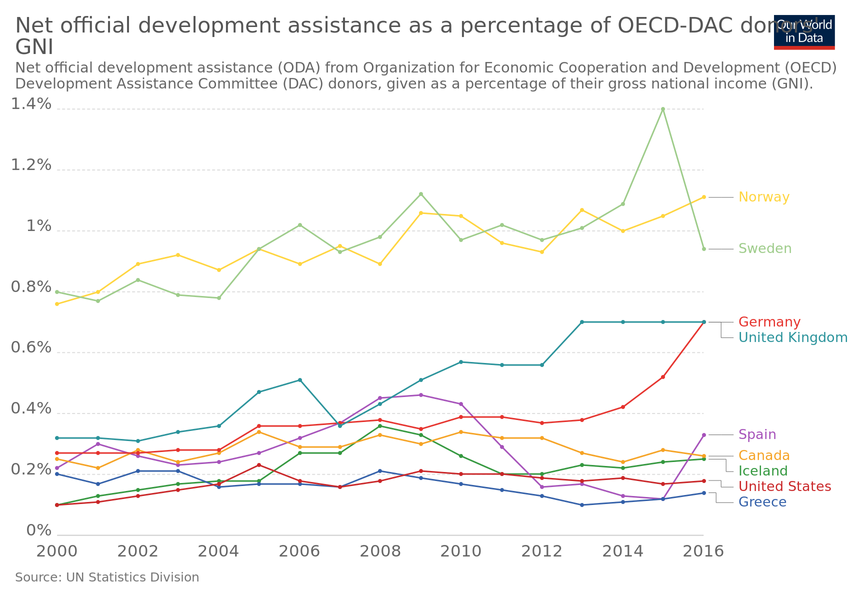 Net official development assistance as a percentage of OECD-DAC donors'
GNI
Our World
in Data
Net official development assistance (ODA) from Organization for Economic Cooperation and Development (OECD)
Development Assistance Committee (DAC) donors, given as a percentage of their gross national income (GNI).
1.4%
1.2%
1%
0.8%
0.6%
0.4%
0.2%
0%
Norway
Sweden
Germany
United Kingdom
Spain
Canada
Iceland
United States
Greece
2000 2002 2004 2006 2008 2010 2012 2014 2016
Source: UN Statistics Division